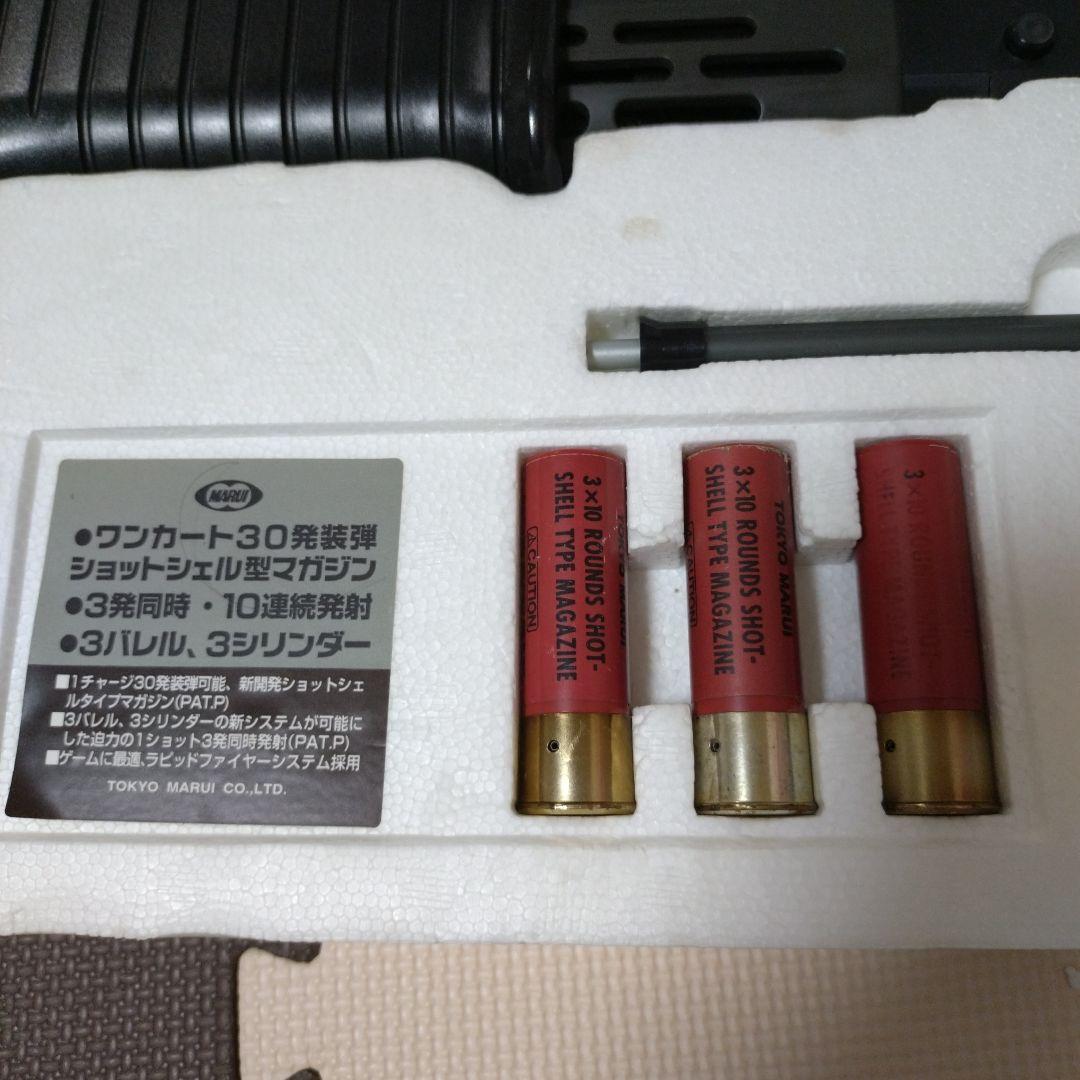 MARUI
●ワンカート30発装弾
ショットシェル型マガジン
●3発同時・10連続発射
●3バレル、3シリンダー
■1チャージ30発装弾可能、新開発ショットシェ
ルタイプマガジン(PAT.P)
■3バレル、3シリンダーの新システムが可能に
した迫力の1ショット3発同時発射(PAT.P)
■ゲームに最適、ラピッドファイヤーシステム採用
TOKYO MARUI CO.,LTD.
TOKYO MARUI
3×10 ROUNDS SHOT-
SHELL TYPE MAGAZINE
⚠CAUTION
TOKYO MARUI
3×10 ROUNDS SHOT-
SHELL TYPE MAGAZINE
⚠CAUTION